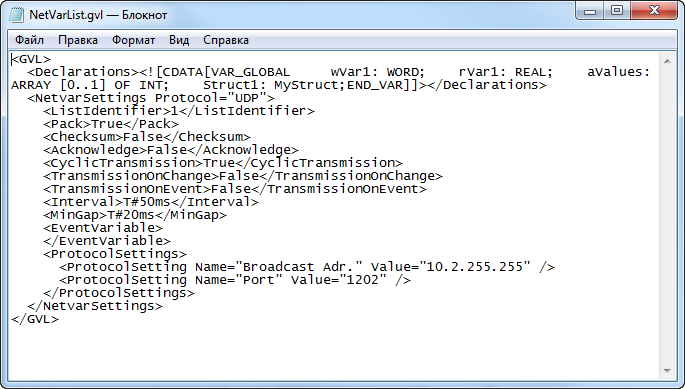 NetVarList.gvl — Блокнот
Файл Правка Формат Вид Справка
<GVL>
  <Declarations><![CDATA[VAR_GLOBAL     wVar1: WORD;    rVar1: REAL;    aValues:
ARRAY [0..1] OF INT;    Struct1: MyStruct;END_VAR]]></Declarations>
  <NetvarSettings Protocol="UDP">
    <ListIdentifier>1</ListIdentifier>
    <Pack>True</Pack>
    <Checksum>False</Checksum>
    <Acknowledge>False</Acknowledge>
    <CyclicTransmission>True</CyclicTransmission>
    <TransmissionOnChange>False</TransmissionOnChange>
    <TransmissionOnEvent>False</TransmissionOnEvent>
    <Interval>T#50ms</Interval>
    <MinGap>T#20ms</MinGap>
    <EventVariable>
    </EventVariable>
    <ProtocolSettings>
      <ProtocolSetting Name="Broadcast Adr." Value="10.2.255.255" />
      <ProtocolSetting Name="Port" Value="1202" />
    </ProtocolSettings>
  </NetvarSettings>
</GVL>